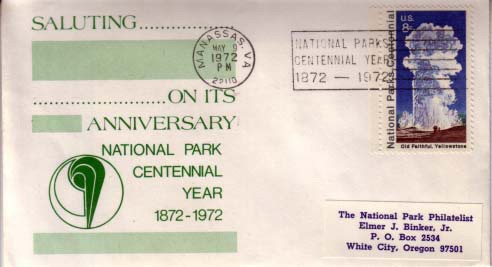 SALUTING..........
..................ON ITS
ANNIVERSARY
NATIONAL PARK
CENTENNIAL
YEAR
1872-1972
MANASSAS, VA
MAY 9
1972
PM
22110
NATIONAL PARKS
CENTENNIAL YEAR
1872 — 1972
National Parks Centennial
U.S.
8c
Old Faithful, Yellowstone
The National Park Philatelist
Elmer J. Binker, Jr.
P. O. Box 2534
White City, Oregon 97501